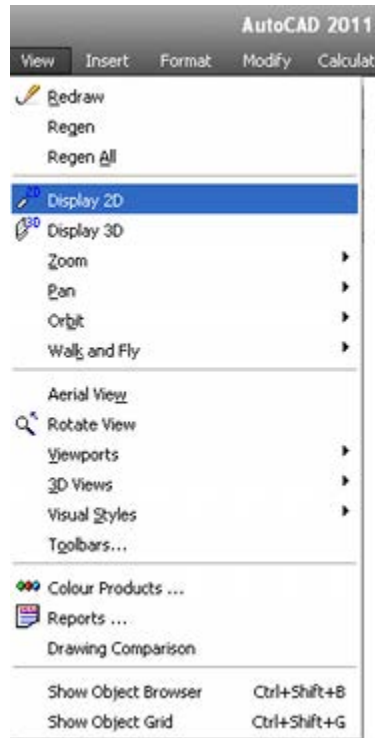 AutoCAD 2011
View Insert Format Modify Calculat
Redraw
Regen
Regen All
2D Display 2D
3D Display 3D
Zoom
Pan
Orbit
Walk and Fly
Aerial View
Rotate View
Viewports
3D Views
Visual Styles
Toolbars...
Colour Products ...
Reports ...
Drawing Comparison
Show Object Browser Ctrl+Shift+B
Show Object Grid Ctrl+Shift+G